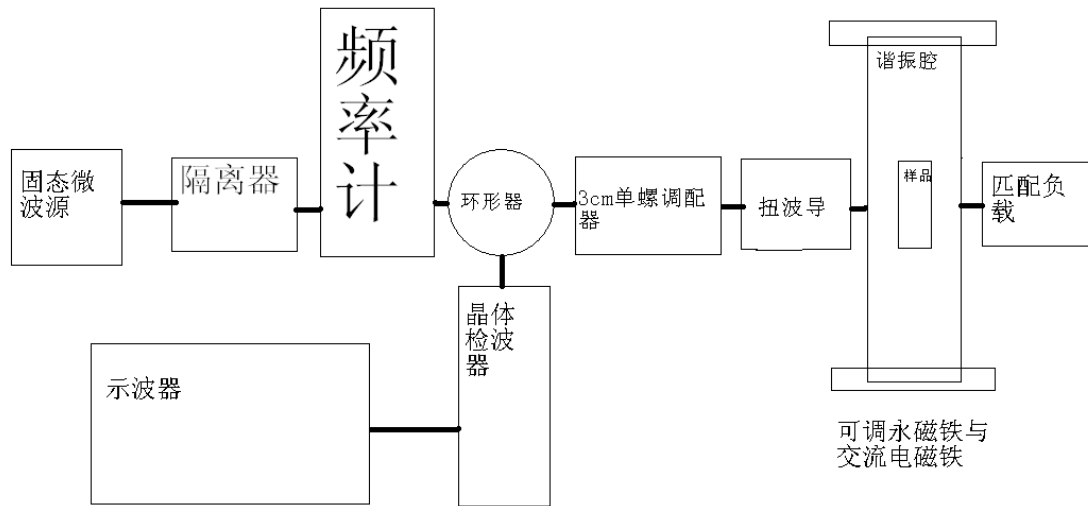 频
率
计
谐振腔
固态微
波源
隔离器
环形器
3cm单螺调配
器
扭波导
样品
匹配负
载
晶体
检波
器
示波器
可调永磁铁与
交流电磁铁